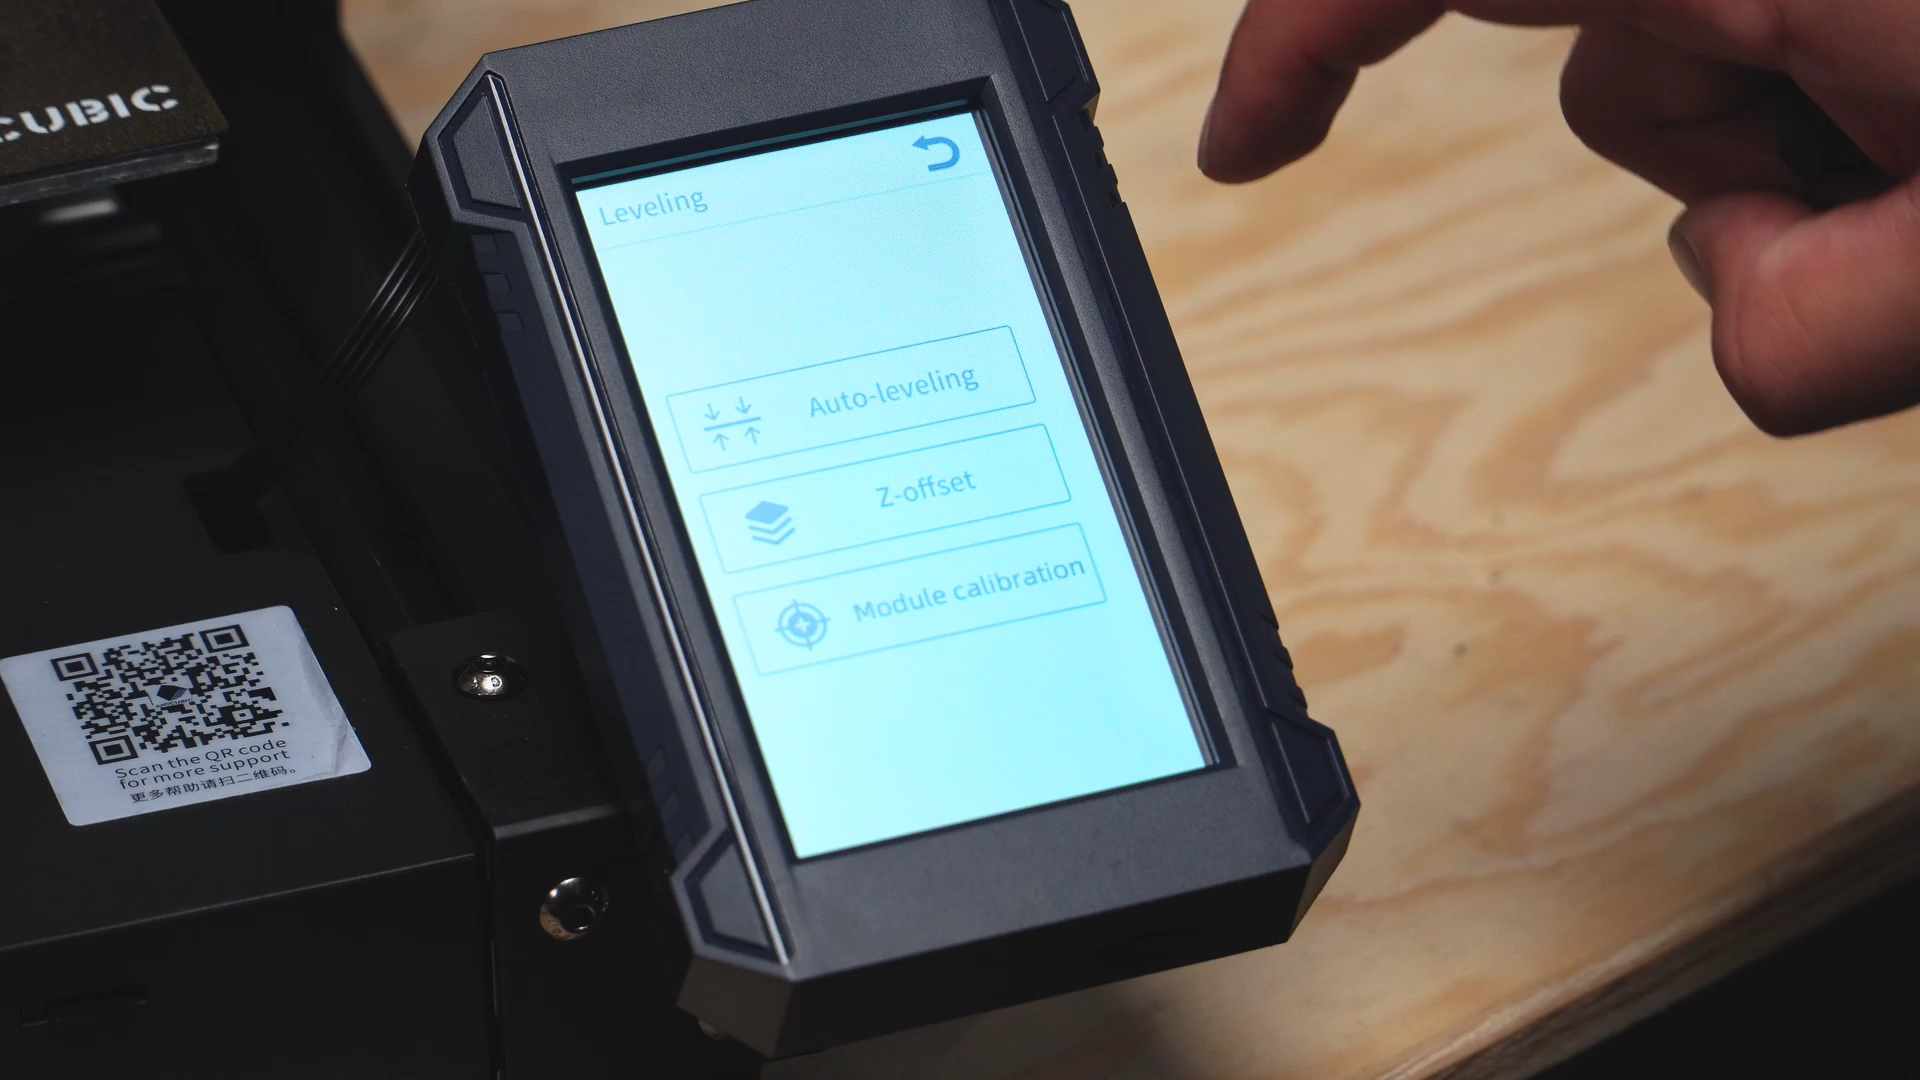 CUBIC
Leveling
Auto-leveling
Z-offset
Module calibration
Scan the QR code
for more support
更多帮助请扫二维码。